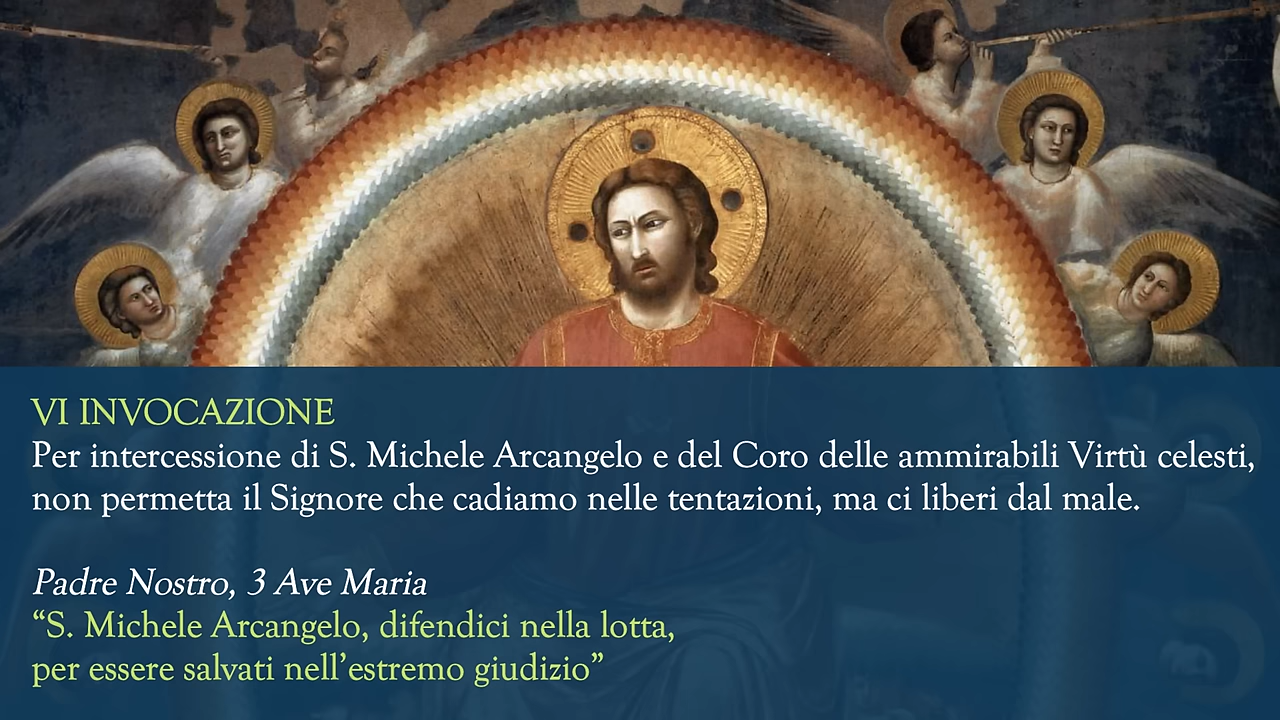 VI INVOCAZIONE
Per intercessione di S. Michele Arcangelo e del Coro delle ammirabili Virtù celesti,
non permetta il Signore che cadiamo nelle tentazioni, ma ci liberi dal male.
Padre Nostro, 3 Ave Maria
“S. Michele Arcangelo, difendici nella lotta,
per essere salvati nell’estremo giudizio”